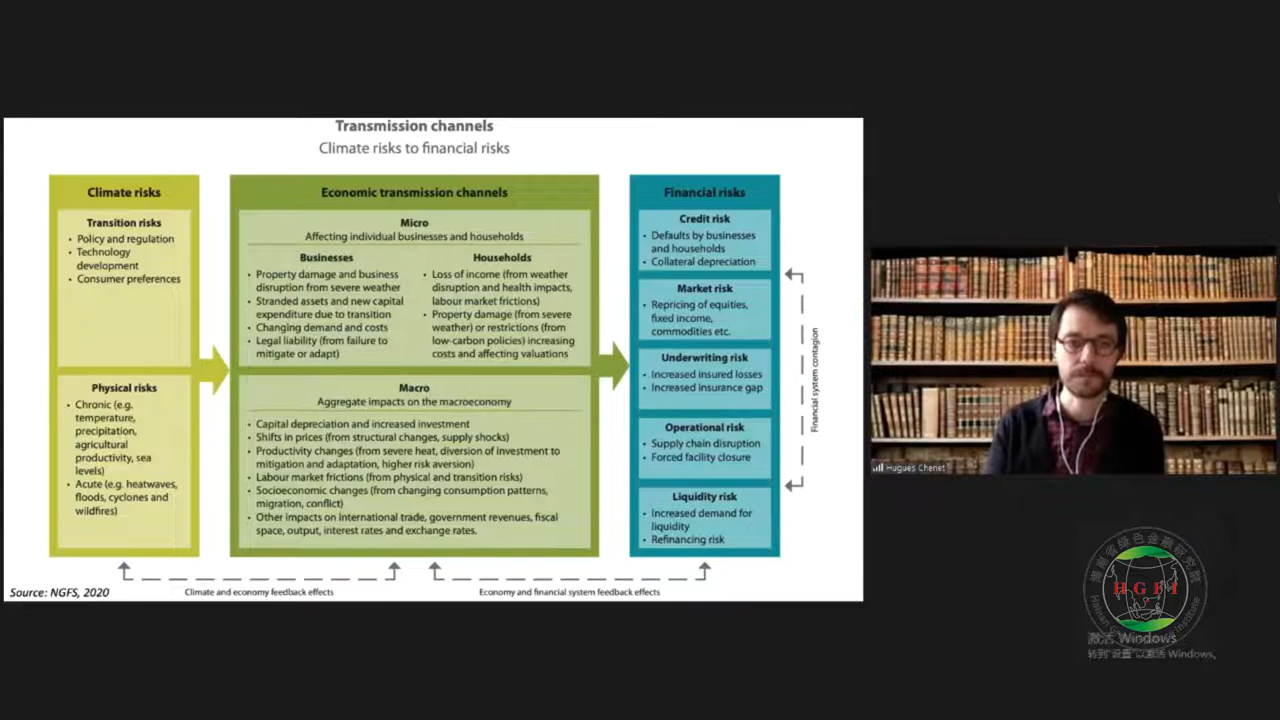 Transmission channels
Climate risks to financial risks
Climate risks
Transition risks
• Policy and regulation
• Technology
development
• Consumer preferences
Physical risks
• Chronic (e.g.
temperature,
precipitation,
agricultural
productivity, sea
levels)
• Acute (e.g. heatwaves,
floods, cyclones and
wildfires)
Economic transmission channels
Micro
Affecting individual businesses and households
Businesses
• Property damage and business
disruption from severe weather
• Stranded assets and new capital
expenditure due to transition
• Changing demand and costs
• Legal liability (from failure to
mitigate or adapt)
Households
• Loss of income (from weather
disruption and health impacts,
labour market frictions)
• Property damage (from severe
weather) or restrictions (from
low-carbon policies) increasing
costs and affecting valuations
Macro
Aggregate impacts on the macroeconomy
• Capital depreciation and increased investment
• Shifts in prices (from structural changes, supply shocks)
• Productivity changes (from severe heat, diversion of investment to
mitigation and adaptation, higher risk aversion)
• Labour market frictions (from physical and transition risks)
• Socioeconomic changes (from changing consumption patterns,
migration, conflict)
• Other impacts on international trade, government revenues, fiscal
space, output, interest rates and exchange rates.
Financial risks
Credit risk
• Defaults by businesses
and households
• Collateral depreciation
Market risk
• Repricing of equities,
fixed income,
commodities etc.
Underwriting risk
• Increased insured losses
• Increased insurance gap
Operational risk
• Supply chain disruption
• Forced facility closure
Liquidity risk
• Increased demand for
liquidity
• Refinancing risk
Financial system contagion
Climate and economy feedback effects
Economy and financial system feedback effects
Source: NGFS, 2020
Hugues Chenet
HGFI
激活 Windows
转到"设置"以激活 Windows。